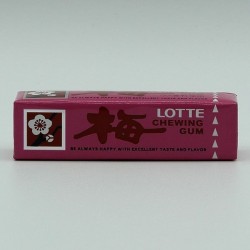 梅
LOTTE
CHEWING
GUM
BE ALWAYS HAPPY WITH EXCELLENT TASTE AND FLAVOR